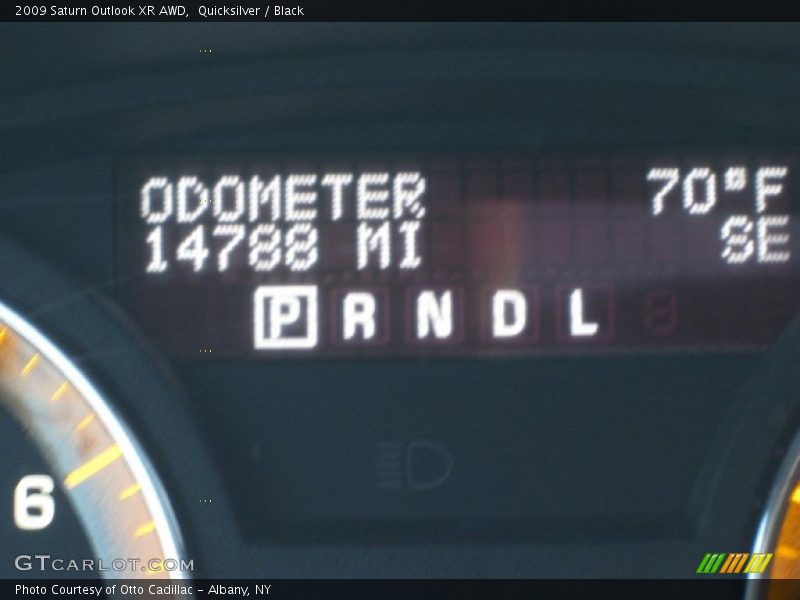 2009 Saturn Outlook XR AWD,  Quicksilver / Black
ODOMETER 70°F
14788 MI SE
P R N D L
6
GTCARLOT.COM
Photo Courtesy of Otto Cadillac - Albany, NY